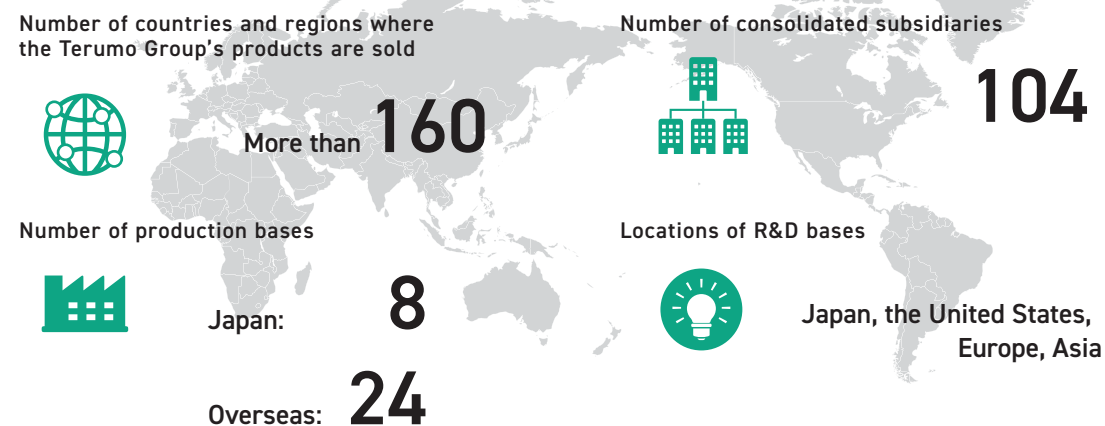 Number of countries and regions where
the Terumo Group's products are sold
More than 160
Number of consolidated subsidiaries
104
Number of production bases
Japan: 8
Overseas: 24
Locations of R&D bases
Japan, the United States,
Europe, Asia